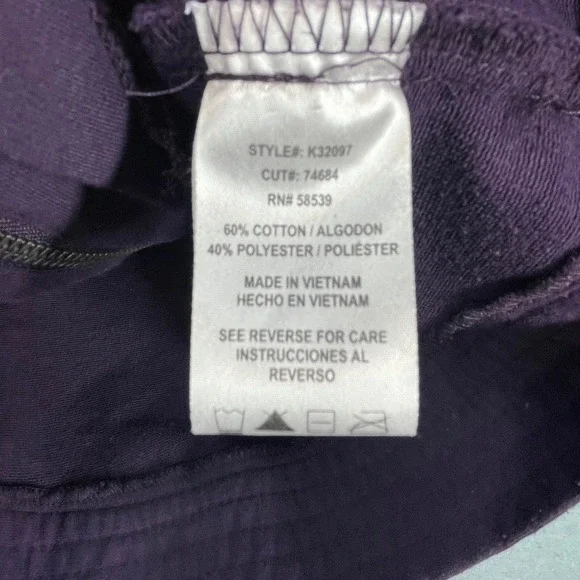 STYLE#: K32097
CUT#: 74684
RN# 58539
60% COTTON / ALGODON
40% POLYESTER / POLIÉSTER
MADE IN VIETNAM
HECHO EN VIETNAM
SEE REVERSE FOR CARE
INSTRUCCIONES AL
REVERSO